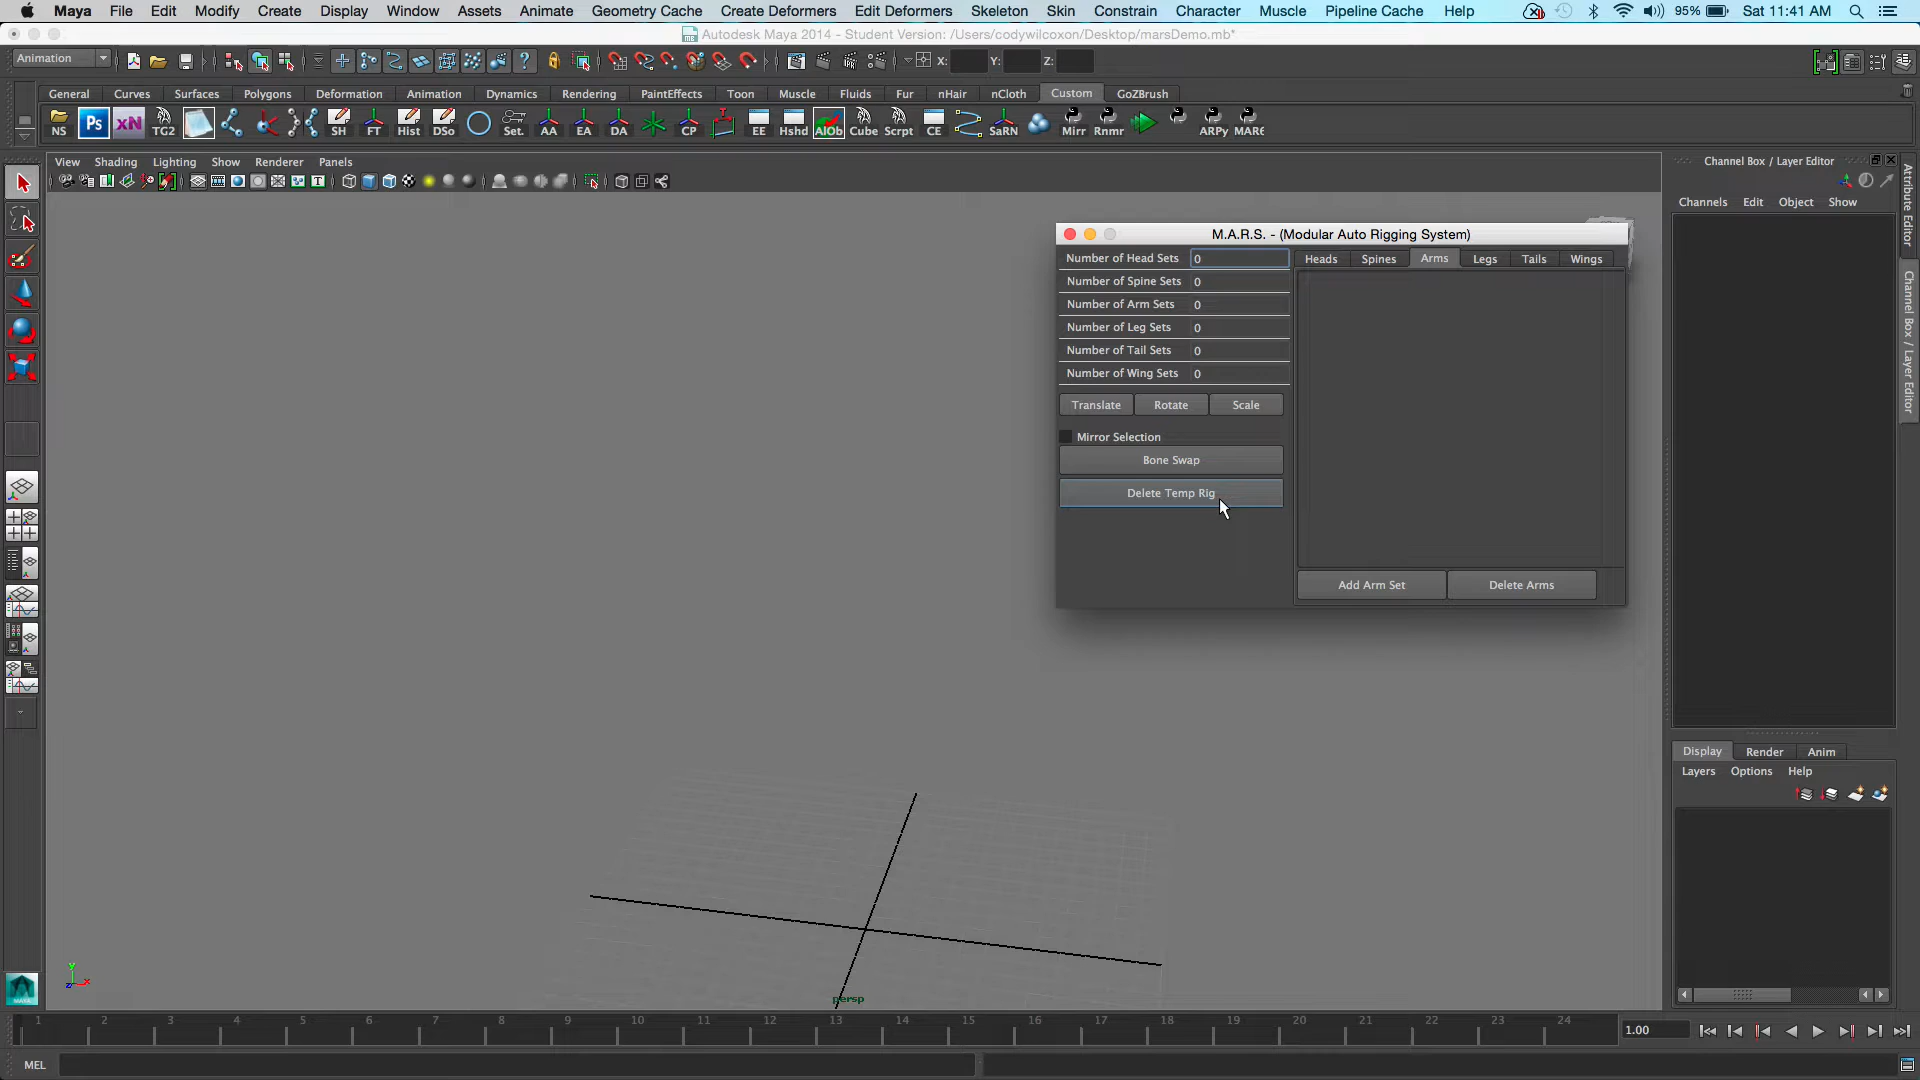 Maya File Edit Modify Create Display Window Assets Animate Geometry Cache Create Deformers Edit Deformers Skeleton Skin Constrain Character Muscle Pipeline Cache Help 95% Sat 11:41 AM
Autodesk Maya 2014 - Student Version: /Users/codywilcoxon/Desktop/marsDemo.mb*
Animation X: Y: Z:
General Curves Surfaces Polygons Deformation Animation Dynamics Rendering PaintEffects Toon Muscle Fluids Fur nHair nCloth Custom GoZBrush
NS Ps xN TG2 SH FT Hist DSo Set. AA EA DA CP EE Hshd AIOb Cube Scrpt CE SaRN Mirr Rnmr ARPy MARS
View Shading Lighting Show Renderer Panels
Channel Box / Layer Editor
Channels Edit Object Show
Attribute Editor
Channel Box / Layer Editor
M.A.R.S. - (Modular Auto Rigging System)
Number of Head Sets 0
Number of Spine Sets 0
Number of Arm Sets 0
Number of Leg Sets 0
Number of Tail Sets 0
Number of Wing Sets 0
Translate Rotate Scale
Mirror Selection
Bone Swap
Delete Temp Rig
Heads Spines Arms Legs Tails Wings
Add Arm Set Delete Arms
Display Render Anim
Layers Options Help
y x z
persp
MAYA
1 2 3 4 5 6 7 8 9 10 11 12 13 14 15 16 17 18 19 20 21 22 23 24 1.00
MEL